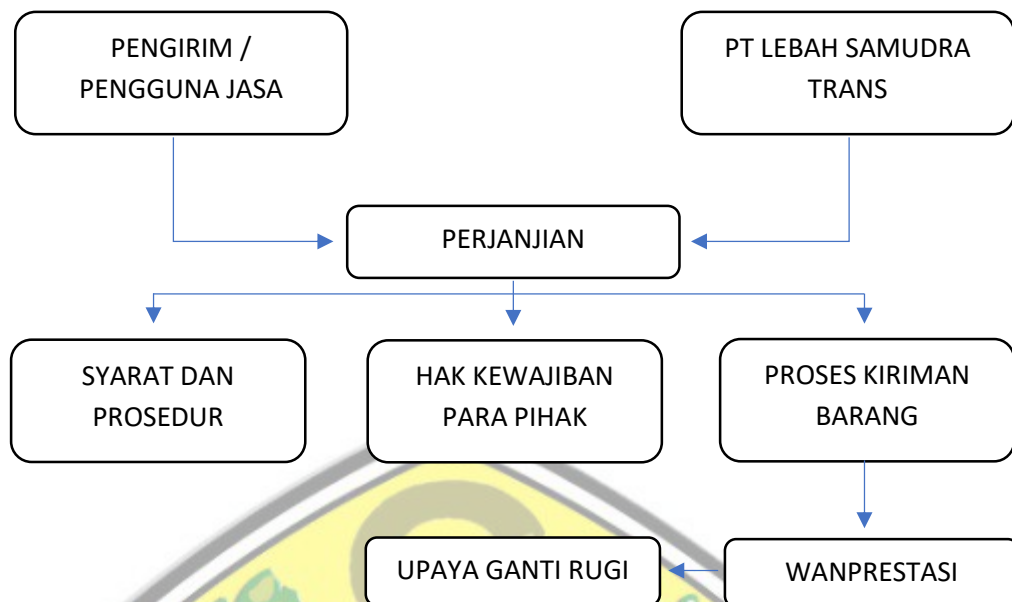 PENGIRIM /
PENGGUNA JASA
PT LEBAH SAMUDRA
TRANS
PERJANJIAN
SYARAT DAN
PROSEDUR
HAK KEWAJIBAN
PARA PIHAK
PROSES KIRIMAN
BARANG
UPAYA GANTI RUGI
WANPRESTASI